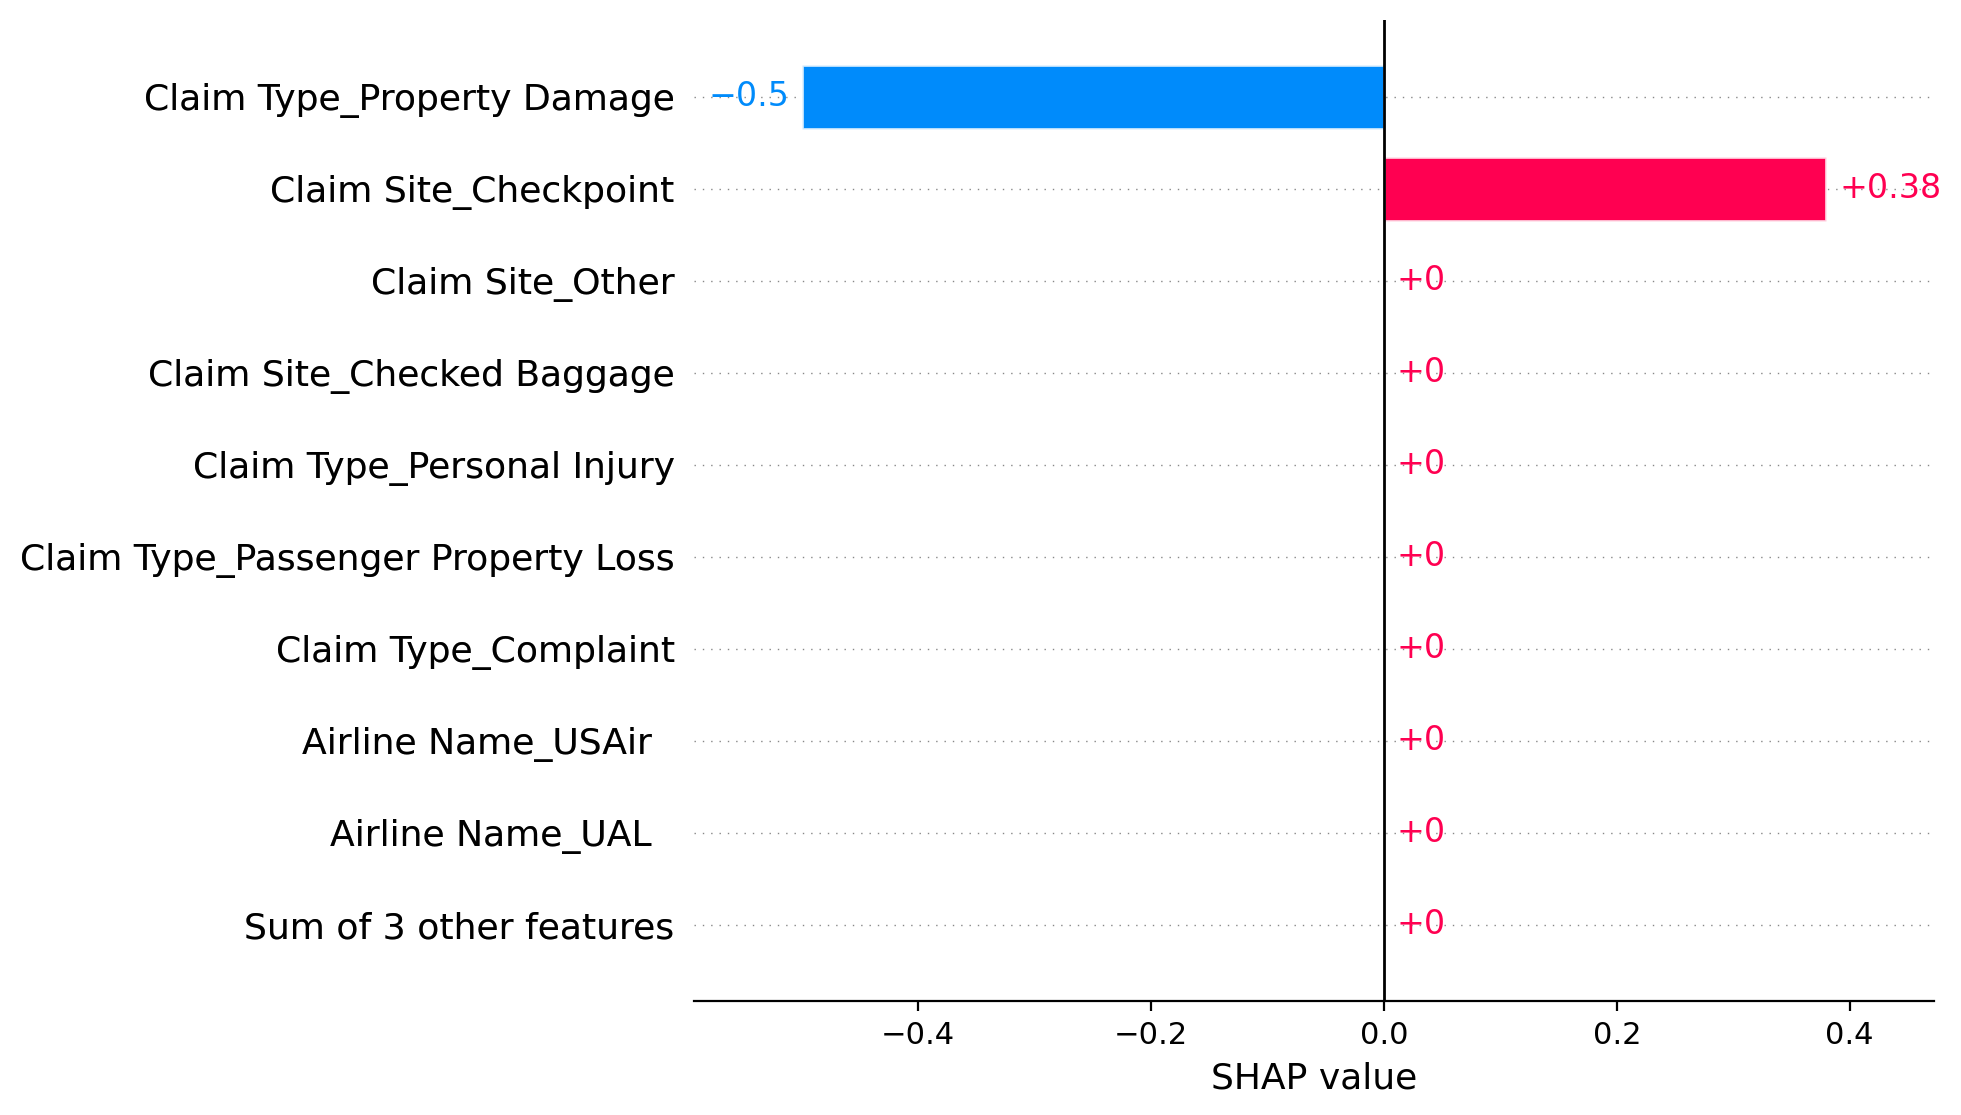 Claim Type_Property Damage −0.5
Claim Site_Checkpoint +0.38
Claim Site_Other +0
Claim Site_Checked Baggage +0
Claim Type_Personal Injury +0
Claim Type_Passenger Property Loss +0
Claim Type_Complaint +0
Airline Name_USAir +0
Airline Name_UAL +0
Sum of 3 other features +0
−0.4 −0.2 0.0 0.2 0.4
SHAP value